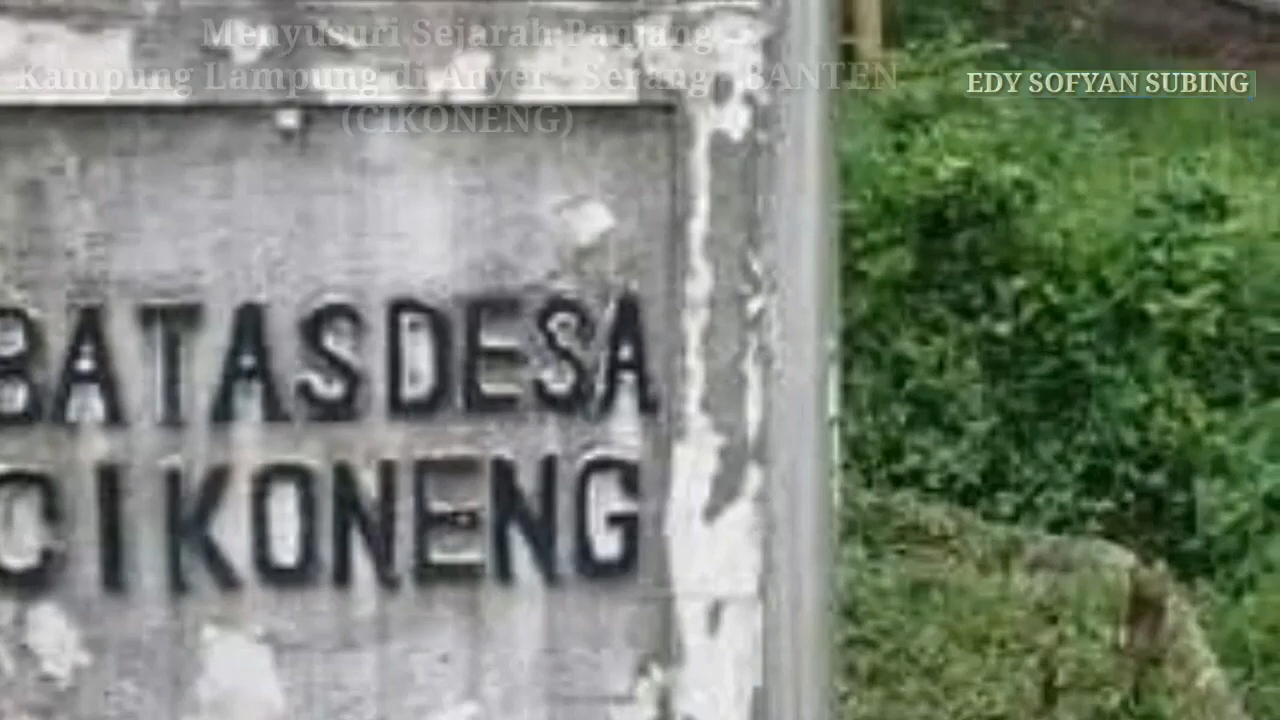 Menyusuri Sejarah Panjang
Kampung Lampung di Anyer - Serang - BANTEN
(CIKONENG)
EDY SOFYAN SUBING
BATAS DESA
CIKONENG